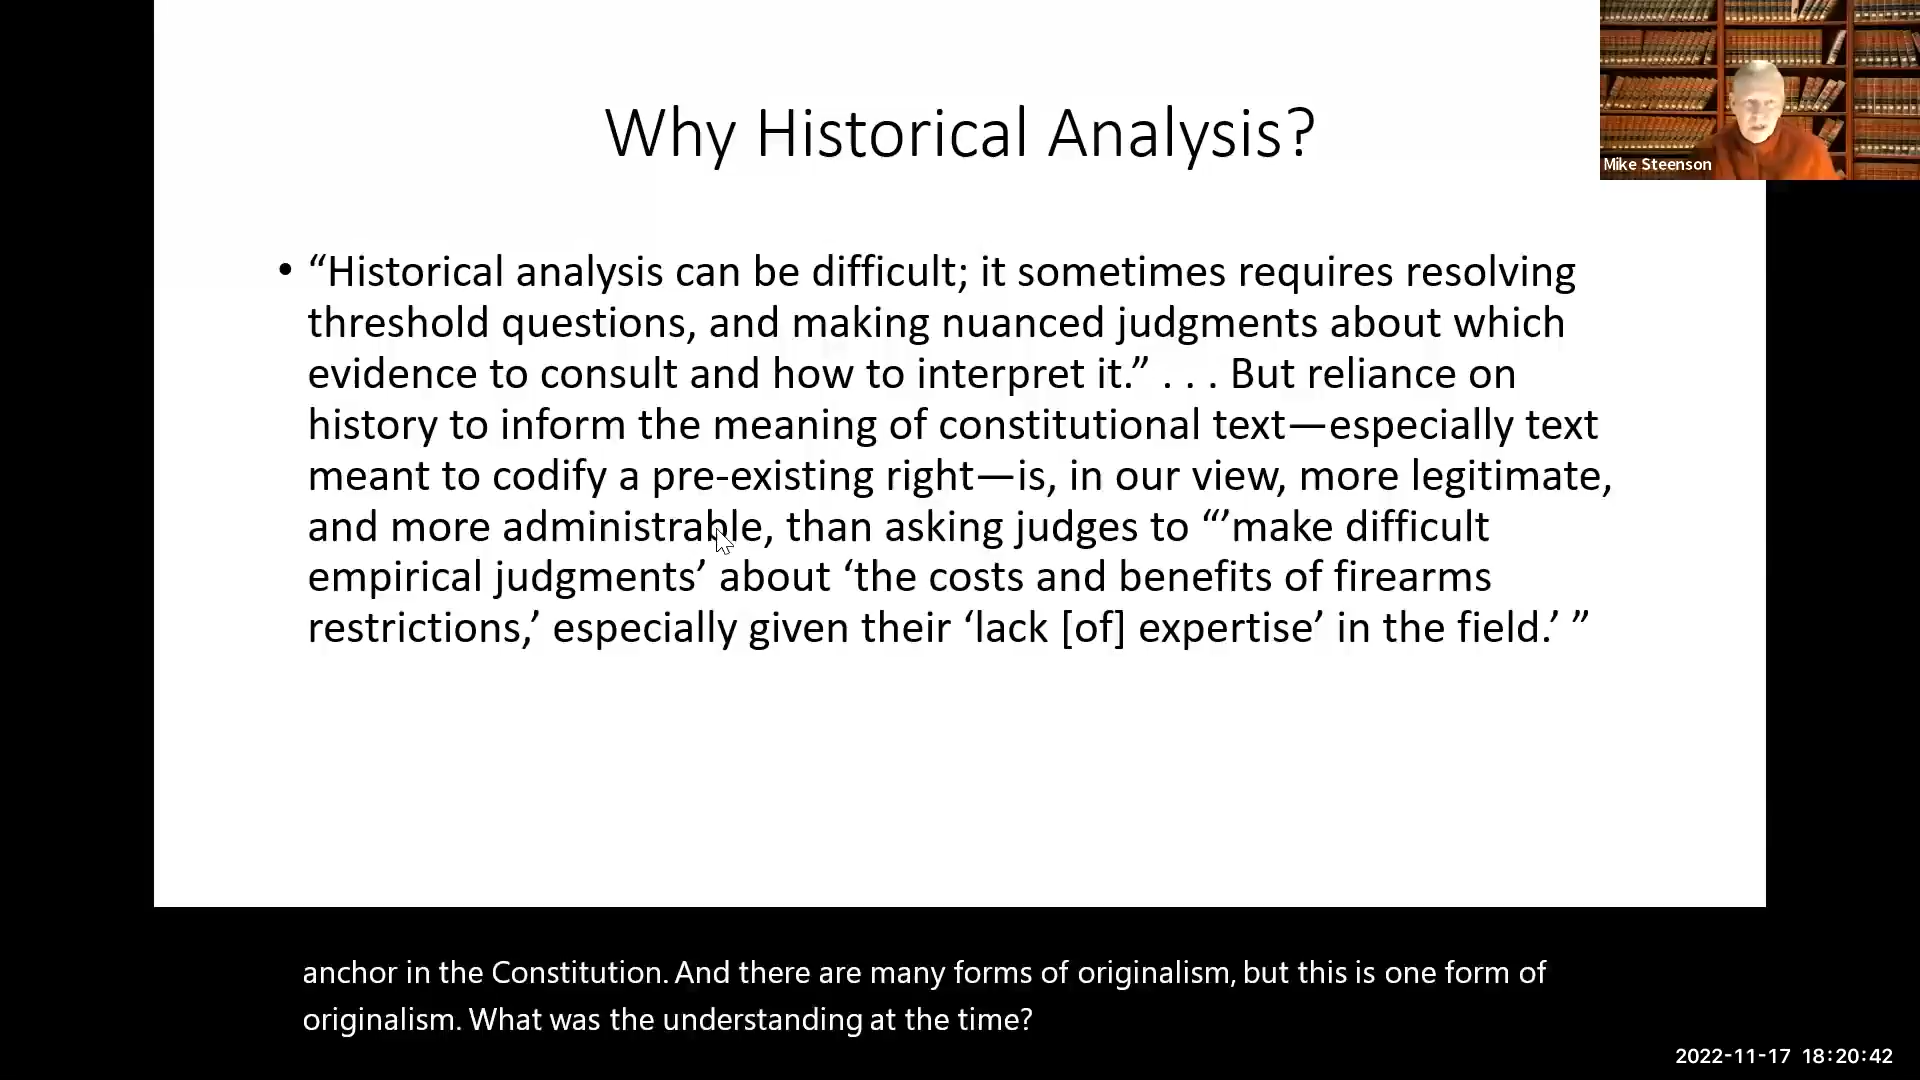 Why Historical Analysis?
Mike Steenson
• “Historical analysis can be difficult; it sometimes requires resolving
threshold questions, and making nuanced judgments about which
evidence to consult and how to interpret it.” . . . But reliance on
history to inform the meaning of constitutional text—especially text
meant to codify a pre-existing right—is, in our view, more legitimate,
and more administrable, than asking judges to “’make difficult
empirical judgments’ about ‘the costs and benefits of firearms
restrictions,’ especially given their ‘lack [of] expertise’ in the field.’ ”
anchor in the Constitution. And there are many forms of originalism, but this is one form of
originalism. What was the understanding at the time?
2022-11-17 18:20:42